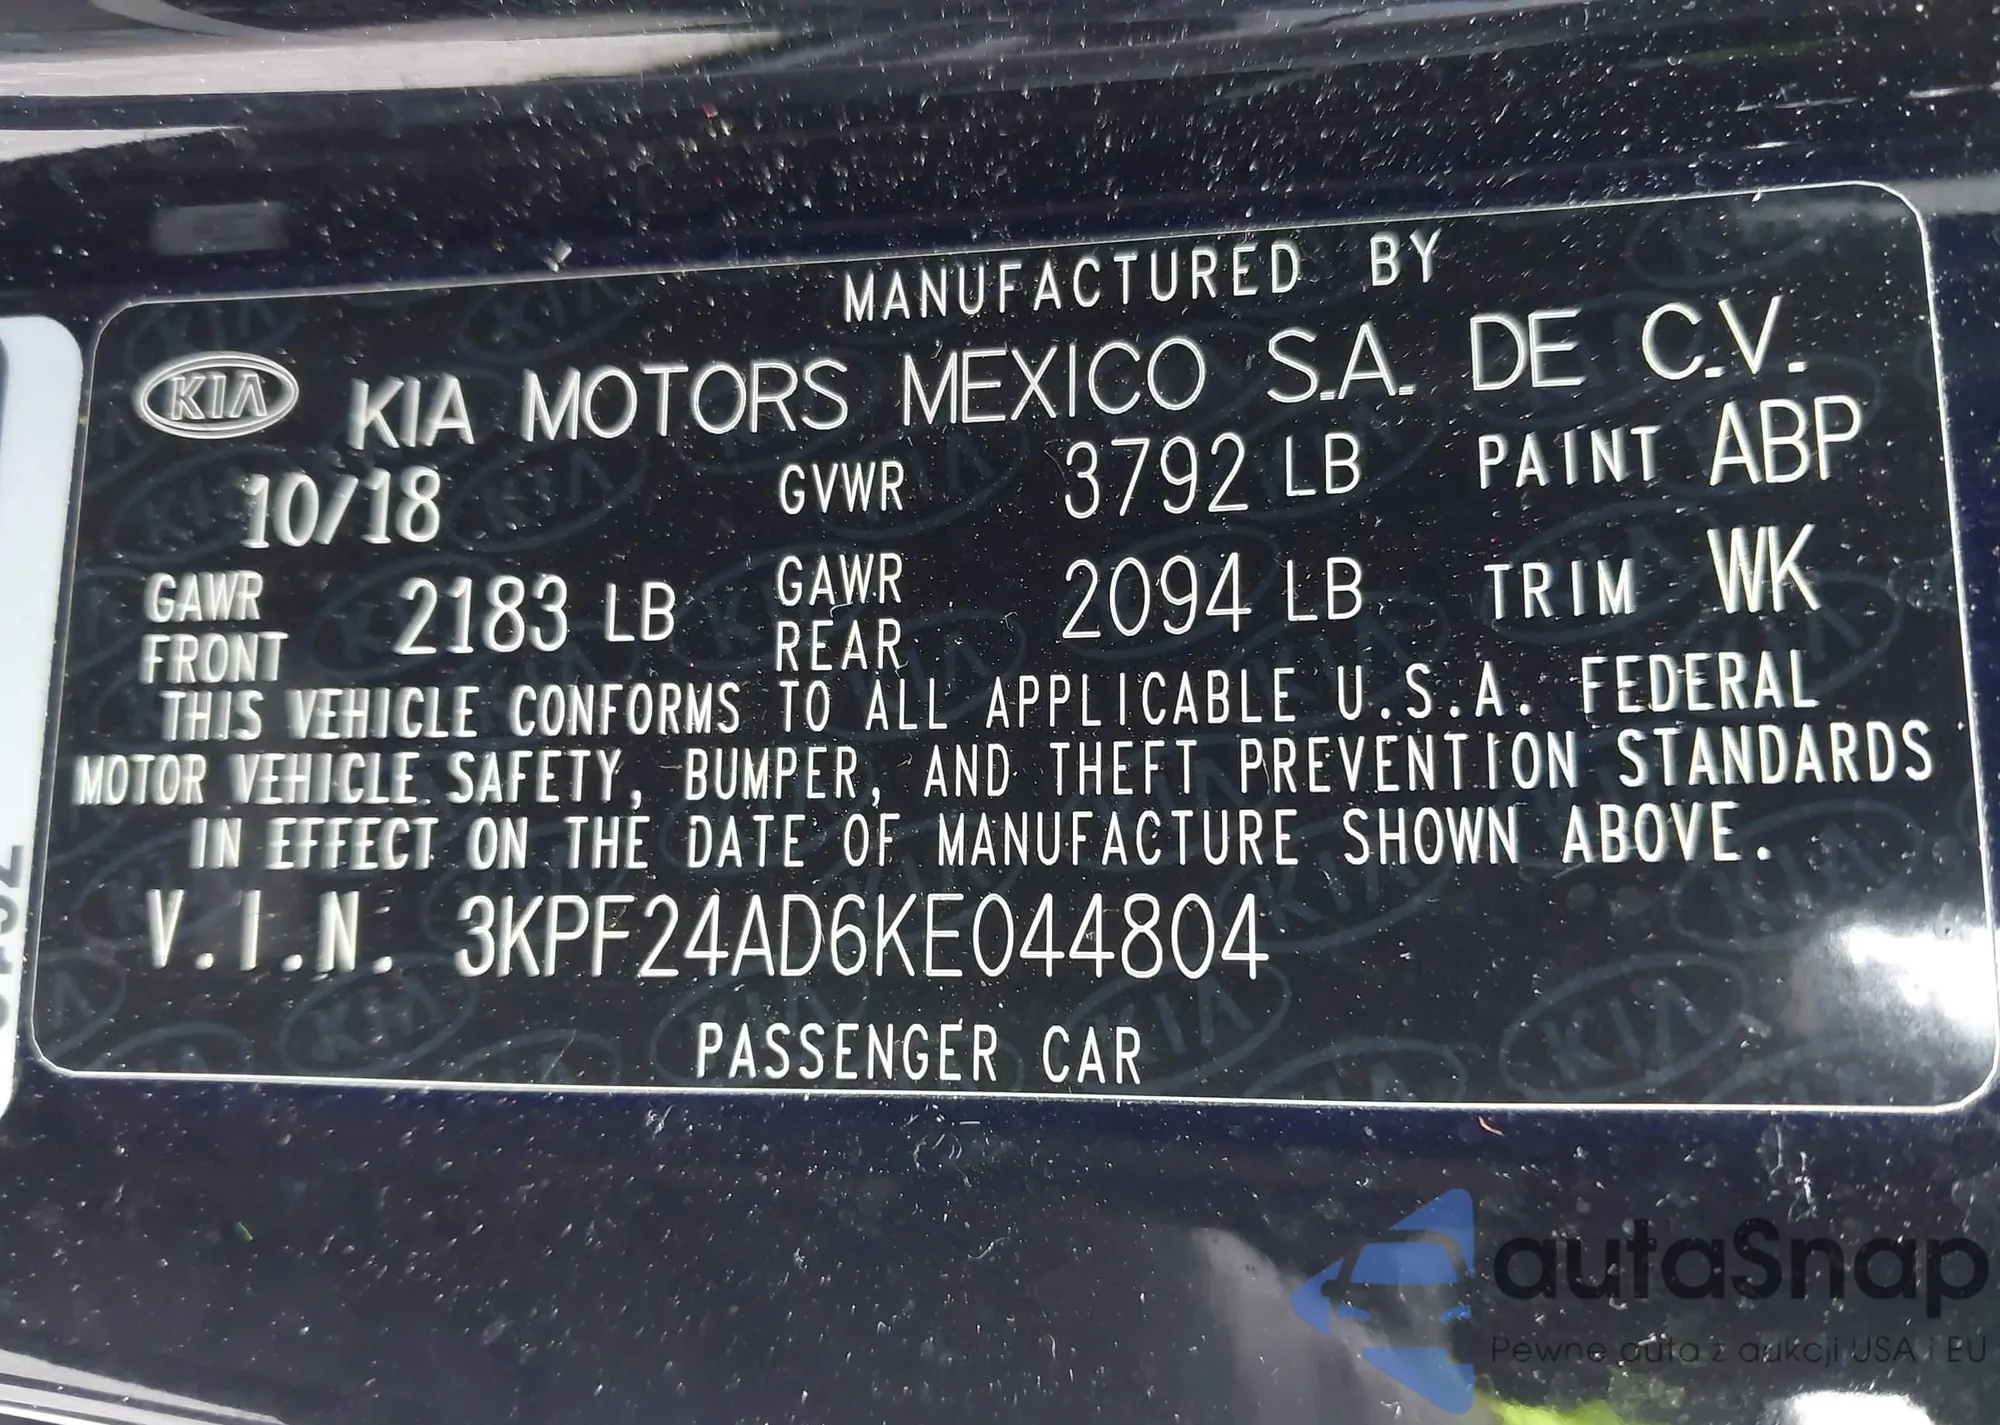 MANUFACTURED BY
KIA KIA MOTORS MEXICO S.A. DE C.V.
10/18 GVWR 3792 LB PAINT ABP
GAWR FRONT 2183 LB GAWR REAR 2094 LB TRIM WK
THIS VEHICLE CONFORMS TO ALL APPLICABLE U.S.A. FEDERAL
MOTOR VEHICLE SAFETY, BUMPER, AND THEFT PREVENTION STANDARDS
IN EFFECT ON THE DATE OF MANUFACTURE SHOWN ABOVE.
V.I.N. 3KPF24AD6KE044804
PASSENGER CAR
autaSnap
Pewne auta z aukcji USA i EU